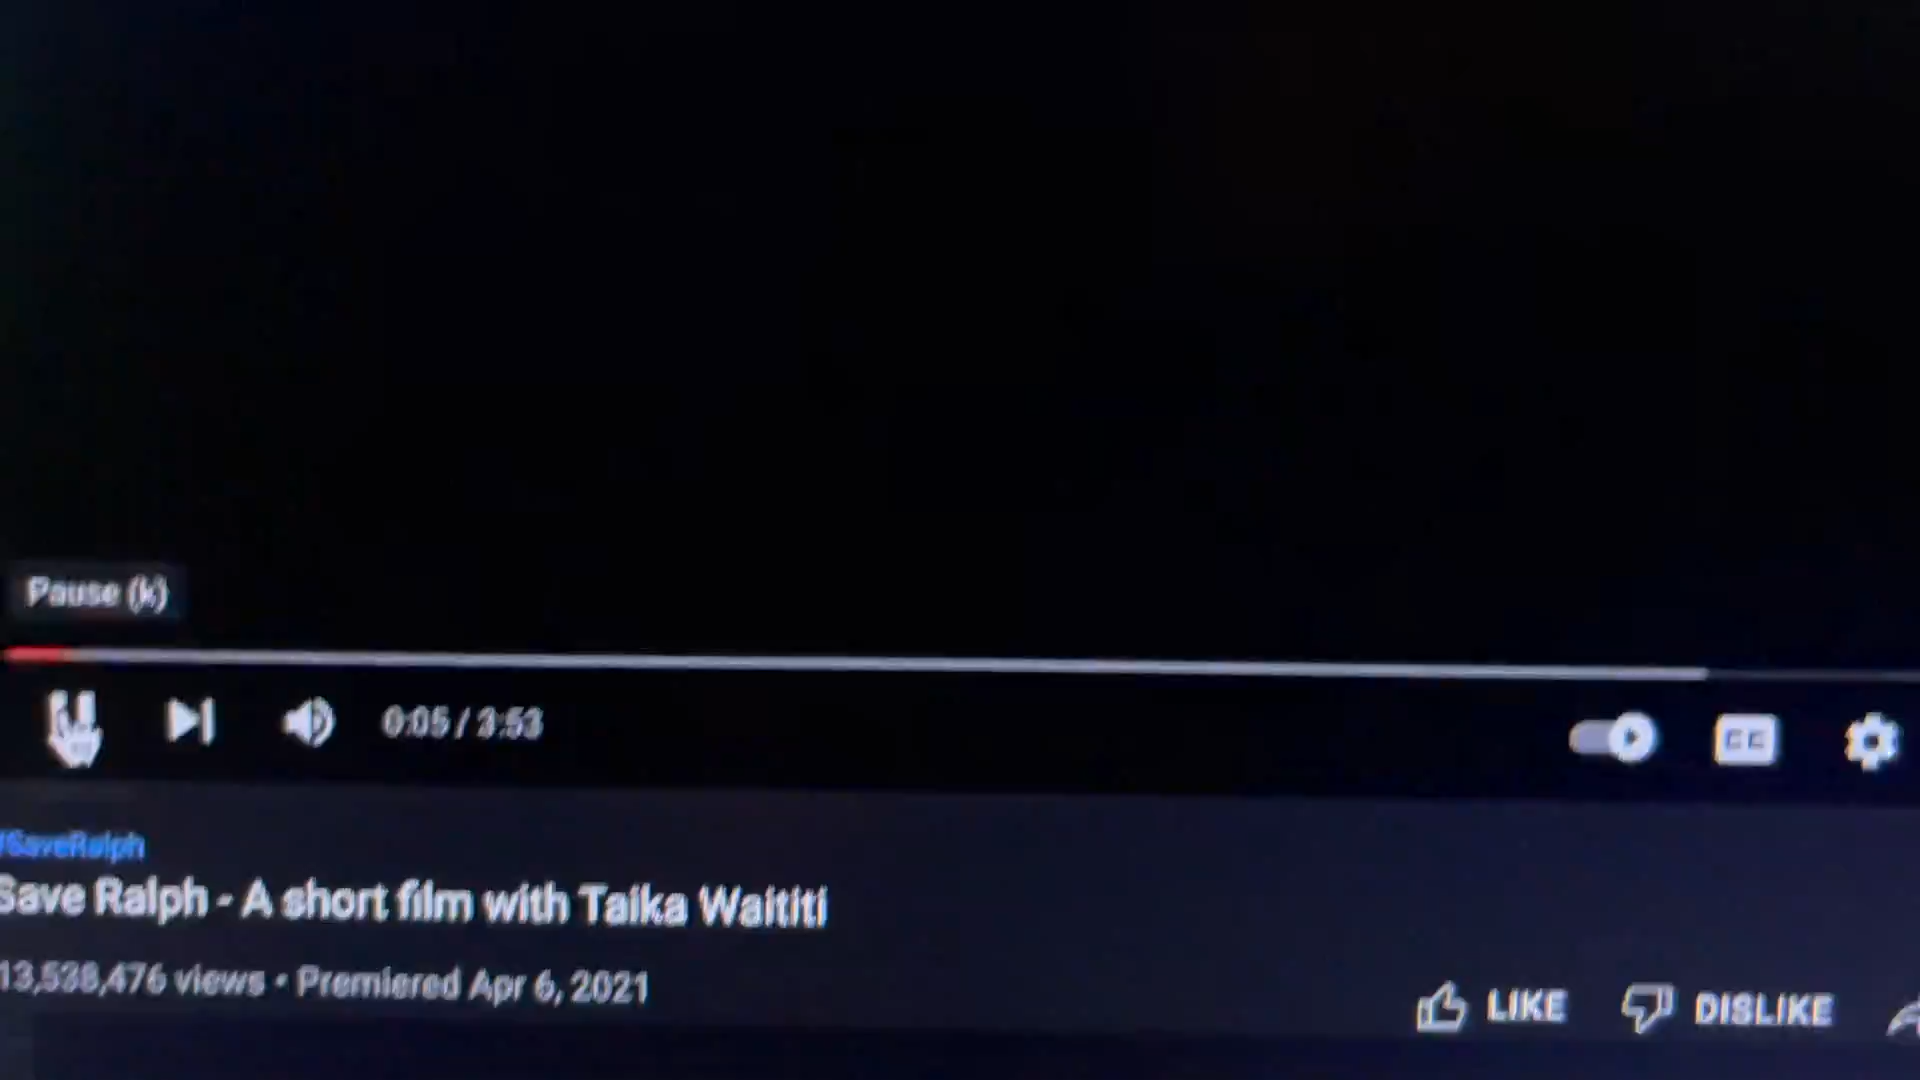 Pause (k)
0:05 / 3:53
CC
#SaveRalph
Save Ralph - A short film with Taika Waititi
13,538,476 views • Premiered Apr 6, 2021
LIKE
DISLIKE